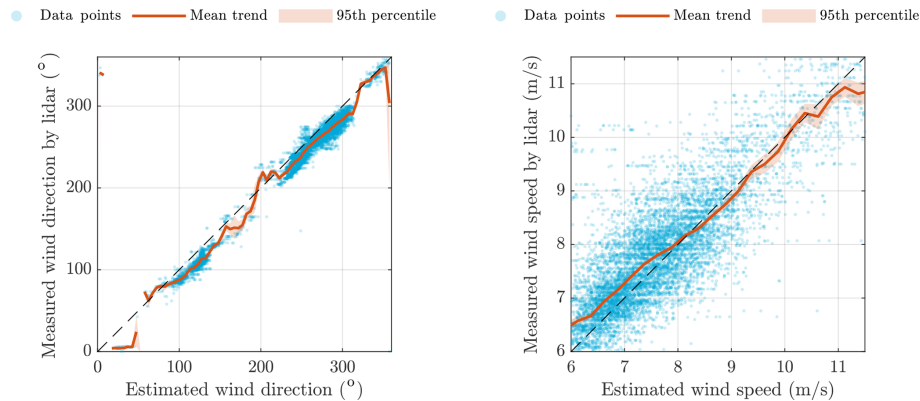 Data points Mean trend 95th percentile
Measured wind direction by lidar (°)
300
200
100
0
0 100 200 300
Estimated wind direction (°)
Data points Mean trend 95th percentile
Measured wind speed by lidar (m/s)
11
10
9
8
7
6
6 7 8 9 10 11
Estimated wind speed (m/s)